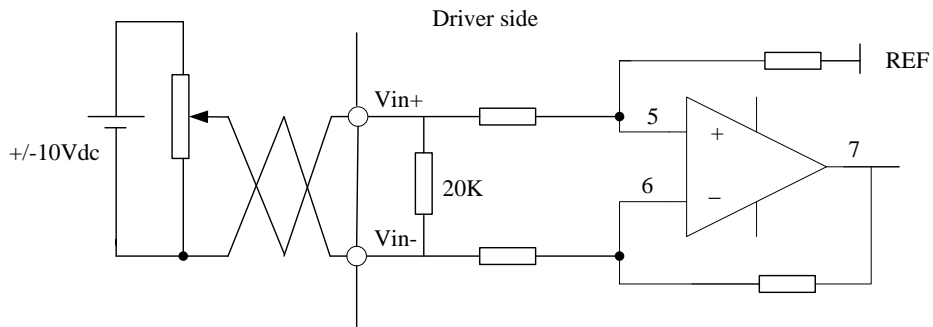 Driver side
REF
Vin+
5
+
7
+/-10Vdc
20K
6
−
Vin-